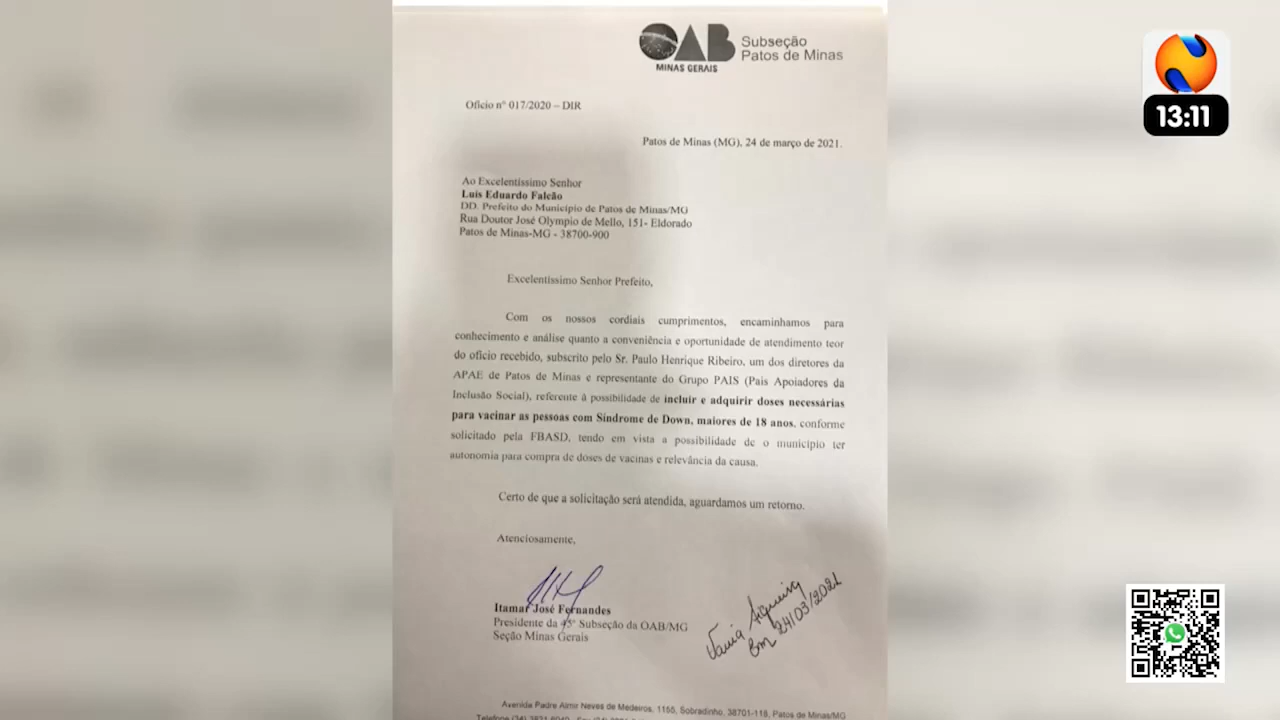 OAB
MINAS GERAIS
Subseção
Patos de Minas
13:11
Ofício nº 017/2020 – DIR
Patos de Minas (MG), 24 de março de 2021.
Ao Excelentíssimo Senhor
Luís Eduardo Falcão
DD. Prefeito do Município de Patos de Minas/MG
Rua Doutor José Olympio de Mello, 151- Eldorado
Patos de Minas-MG - 38700-900
Excelentíssimo Senhor Prefeito,
Com os nossos cordiais cumprimentos, encaminhamos para
conhecimento e análise quanto a conveniência e oportunidade de atendimento teor
do ofício recebido, subscrito pelo Sr. Paulo Henrique Ribeiro, um dos diretores da
APAE de Patos de Minas e representante do Grupo PAIS (Pais Apoiadores da
Inclusão Social), referente à possibilidade de incluir e adquirir doses necessárias
para vacinar as pessoas com Síndrome de Down, maiores de 18 anos, conforme
solicitado pela FBASD, tendo em vista a possibilidade de o município ter
autonomia para compra de doses de vacinas e relevância da causa.
Certo de que a solicitação será atendida, aguardamos um retorno.
Atenciosamente,
Itamar José Fernandes
Presidente da 45ª Subseção da OAB/MG
Seção Minas Gerais
Vania Siqueira
Em 24/03/2021
Avenida Padre Almir Neves de Medeiros, 1155, Sobradinho, 38701-118, Patos de Minas/MG